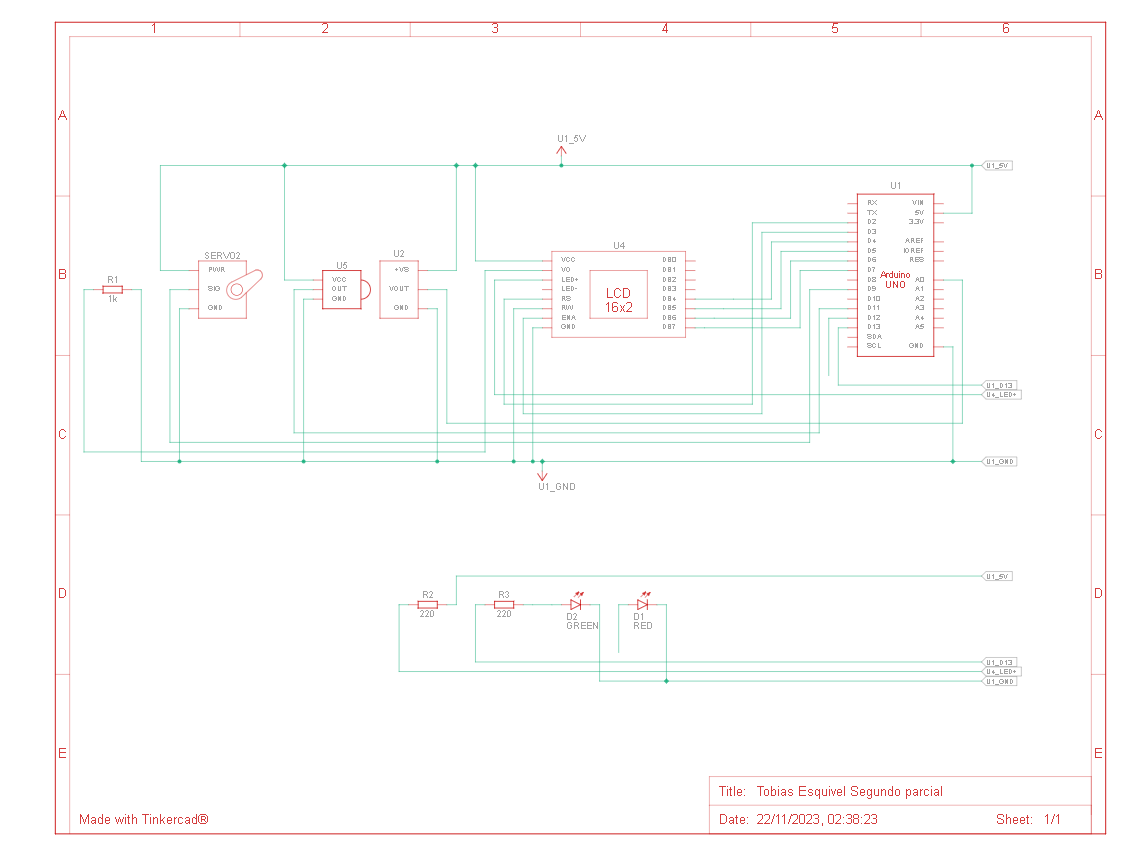 1 2 3 4 5 6
A A
U1_5V
U1_5V
U1
RX VIN
TX 5V
D2 3.3V
D3
D4 AREF
D5 IOREF
D6 RES
D7
D8 A0
D9 A1
D10 A2
D11 A3
D12 A4
D13 A5
SDA
SCL GND
Arduino
UNO
B B
SERVO2
PWR
SIG
GND
R1
1k
U5
VCC
OUT
GND
U2
+VS
VOUT
GND
U4
VCC DB0
VO DB1
LED+ DB2
LED- DB3
RS DB4
RW DB5
ENA DB6
GND DB7
LCD
16x2
U1_D13
U4_LED+
C C
U1_GND
U1_GND
U1_5V
D D
R2
220
R3
220
D2
GREEN
D1
RED
U1_D13
U4_LED+
U1_GND
E E
Title: Tobias Esquivel Segundo parcial
Made with Tinkercad®
Date: 22/11/2023, 02:38:23 Sheet: 1/1